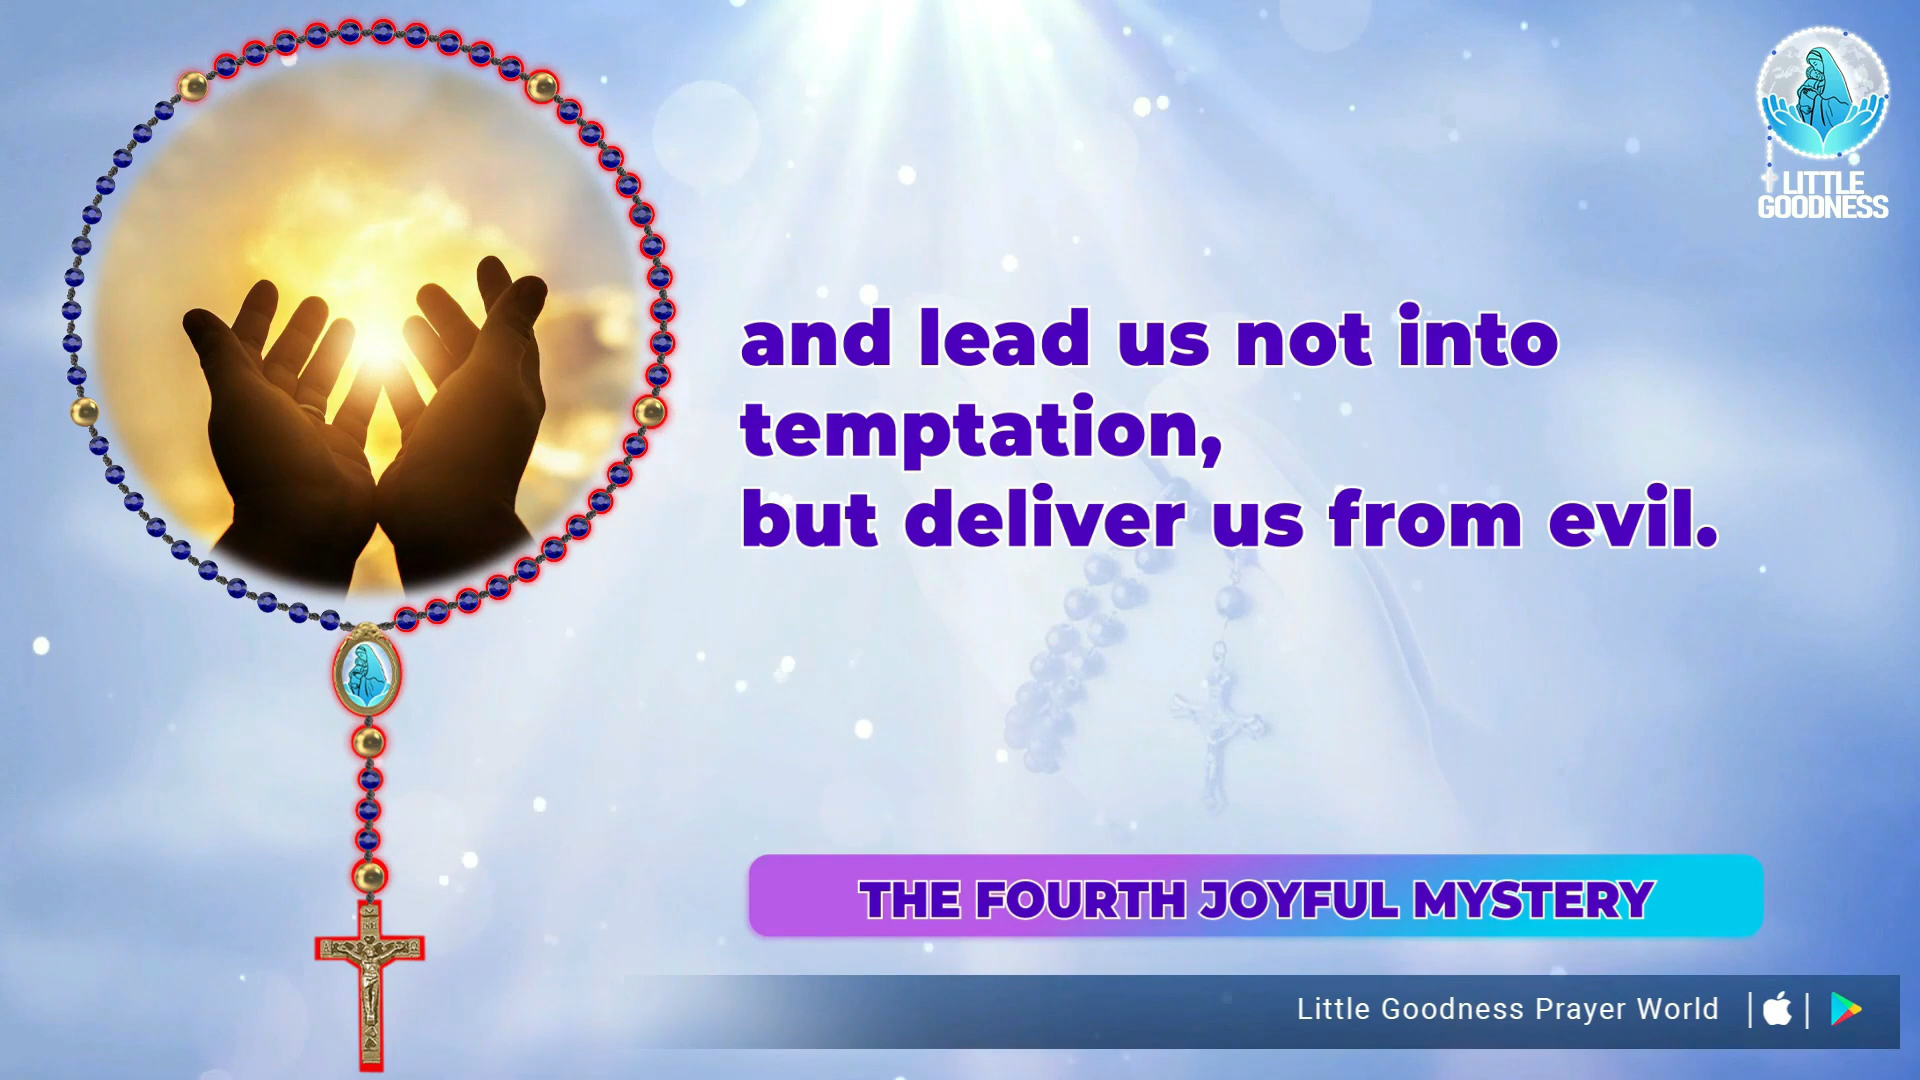 LITTLE
GOODNESS
and lead us not into
temptation,
but deliver us from evil.
THE FOURTH JOYFUL MYSTERY
Little Goodness Prayer World